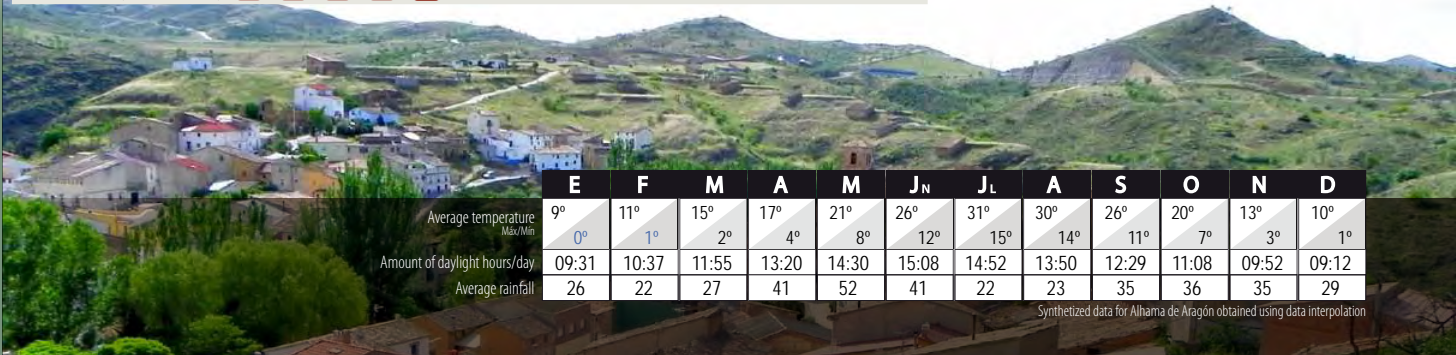 E F M A M JN JL A S O N D
Average temperature 9º 11º 15º 17º 21º 26º 31º 30º 26º 20º 13º 10º
Máx/Mín 0º 1º 2º 4º 8º 12º 15º 14º 11º 7º 3º 1º
Amount of daylight hours/day 09:31 10:37 11:55 13:20 14:30 15:08 14:52 13:50 12:29 11:08 09:52 09:12
Average rainfall 26 22 27 41 52 41 22 23 35 36 35 29
Synthetized data for Alhama de Aragón obtained using data interpolation